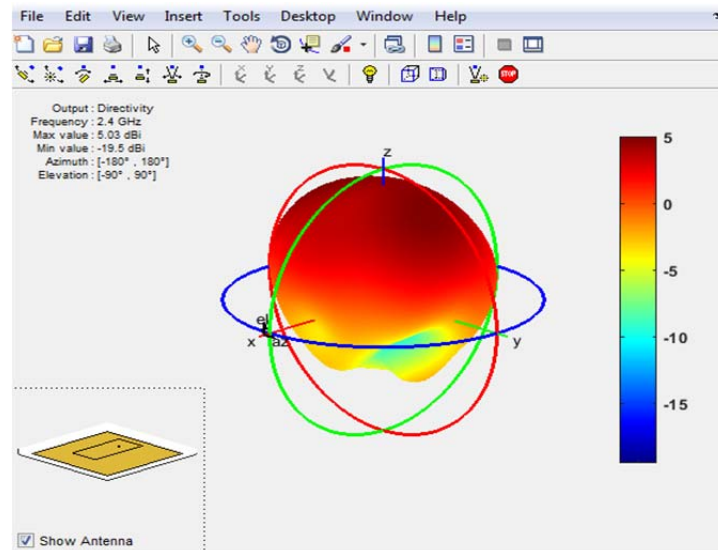 File Edit View Insert Tools Desktop Window Help
Output : Directivity
Frequency : 2.4 GHz
Max value : 5.03 dBi
Min value : -19.5 dBi
Azimuth : [-180° , 180°]
Elevation : [-90° , 90°]
z
el
az
x
y
5
0
-5
-10
-15
STOP
Show Antenna